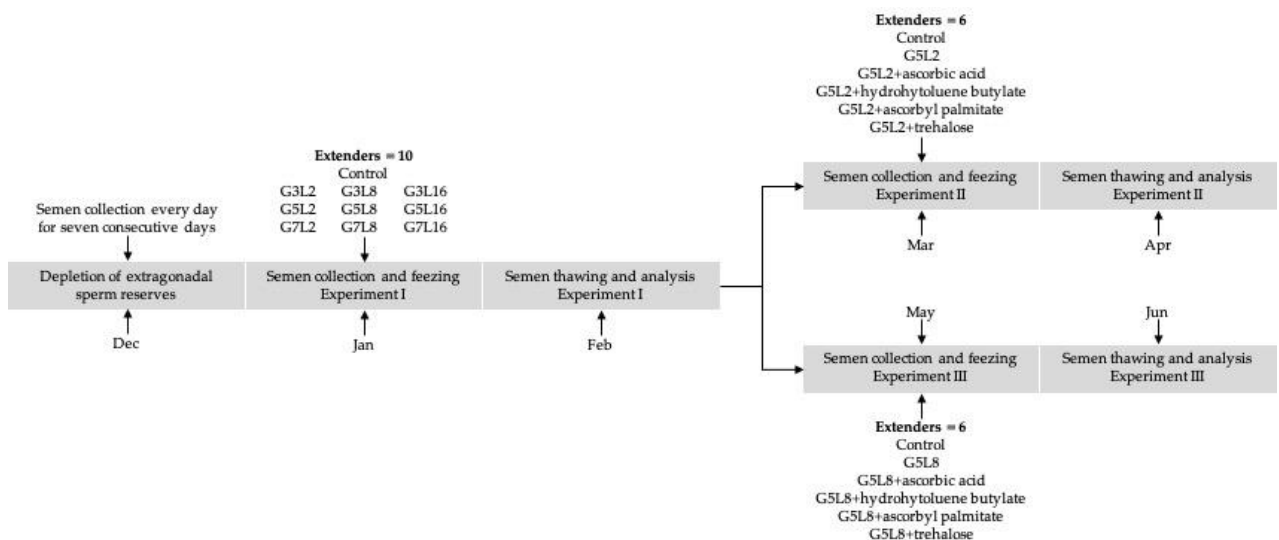 Extenders = 6
Control
G5L2
G5L2+ascorbic acid
G5L2+hydrohytoluene butylate
G5L2+ascorbyl palmitate
G5L2+trehalose
Extenders = 10
Control
G3L2 G3L8 G3L16
G5L2 G5L8 G5L16
G7L2 G7L8 G7L16
Semen collection every day
for seven consecutive days
Semen collection and feezing
Experiment II
Semen thawing and analysis
Experiment II
Mar
Apr
Depletion of extragonadal
sperm reserves
Semen collection and feezing
Experiment I
Semen thawing and analysis
Experiment I
Dec
Jan
Feb
May
Jun
Semen collection and feezing
Experiment III
Semen thawing and analysis
Experiment III
Extenders = 6
Control
G5L8
G5L8+ascorbic acid
G5L8+hydrohytoluene butylate
G5L8+ascorbyl palmitate
G5L8+trehalose